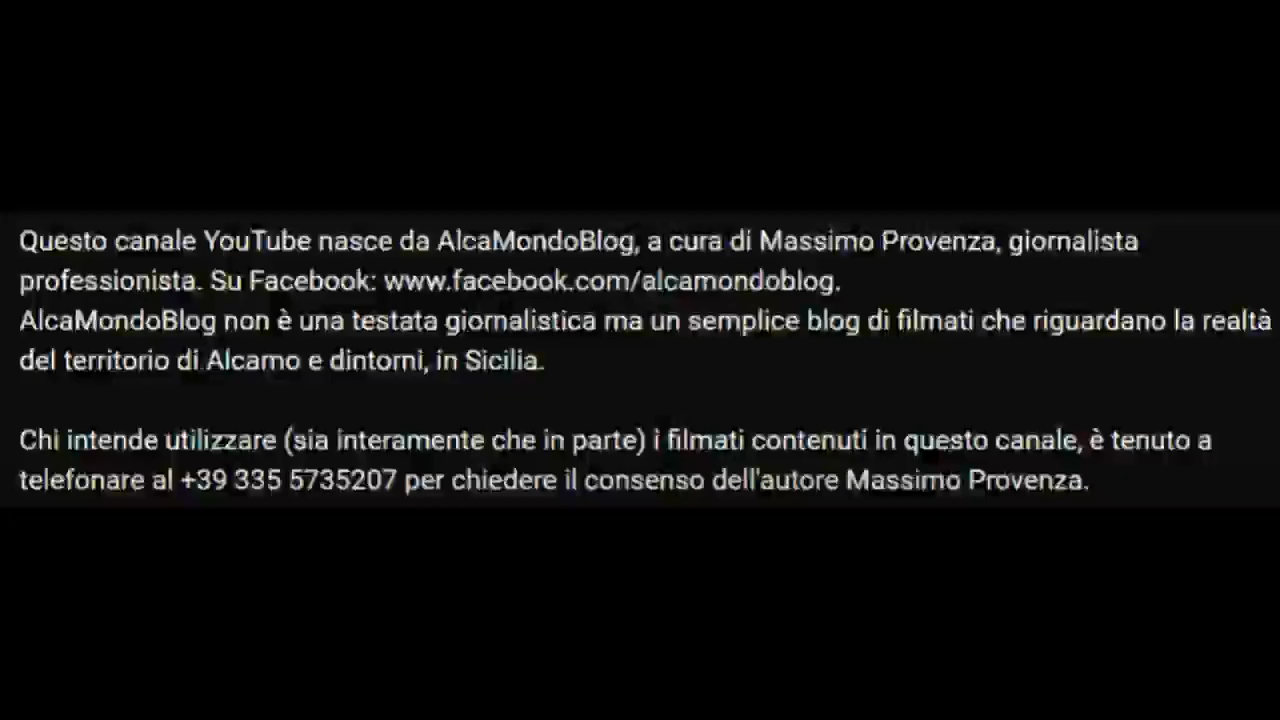 Questo canale YouTube nasce da AlcaMondoBlog, a cura di Massimo Provenza, giornalista
professionista. Su Facebook: www.facebook.com/alcamondoblog.
AlcaMondoBlog non è una testata giornalistica ma un semplice blog di filmati che riguardano la realtà
del territorio di Alcamo e dintorni, in Sicilia.
Chi intende utilizzare (sia interamente che in parte) i filmati contenuti in questo canale, è tenuto a
telefonare al +39 335 5735207 per chiedere il consenso dell'autore Massimo Provenza.